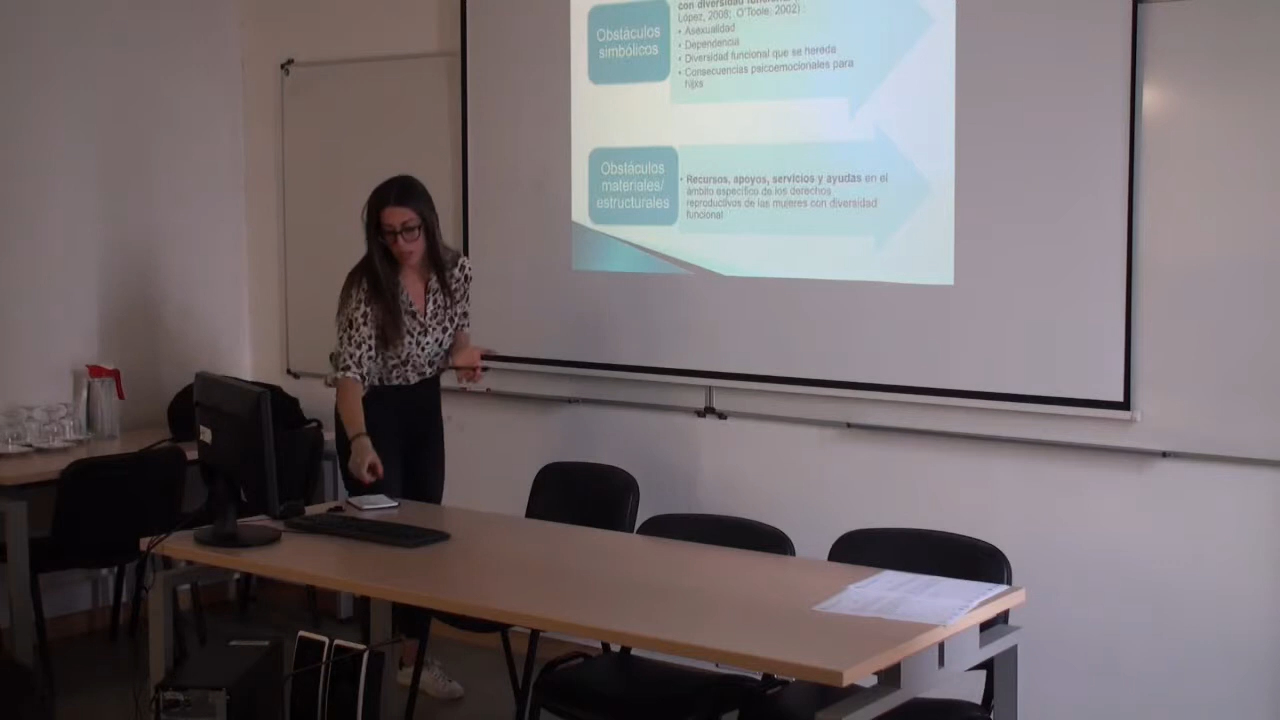 con diversidad funcional
López, 2008; O'Toole, 2002)
Obstáculos
simbólicos
• Asexualidad
• Dependencia
• Diversidad funcional que se hereda
• Consecuencias psicoemocionales para
hijxs
Obstáculos
materiales/
estructurales
• Recursos, apoyos, servicios y ayudas en el
ámbito específico de los derechos
reproductivos de las mujeres con diversidad
funcional